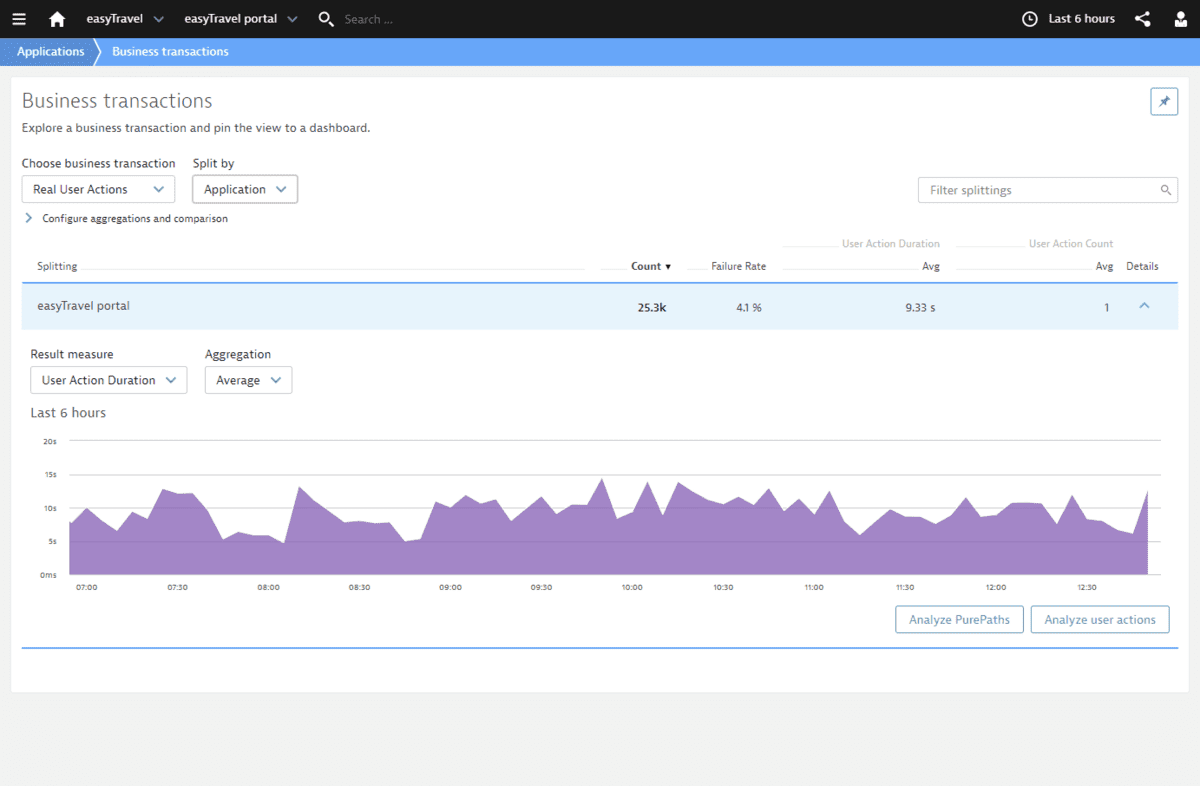 easyTravel easyTravel portal Search ... Last 6 hours
Applications Business transactions
Business transactions
Explore a business transaction and pin the view to a dashboard.
Choose business transaction Split by
Real User Actions Application Filter splittings
Configure aggregations and comparison
User Action Duration User Action Count
Splitting Count ▼ Failure Rate Avg Avg Details
easyTravel portal 25.3k 4.1 % 9.33 s 1
Result measure Aggregation
User Action Duration Average
Last 6 hours
20s
15s
10s
5s
0ms
07:00 07:30 08:00 08:30 09:00 09:30 10:00 10:30 11:00 11:30 12:00 12:30
Analyze PurePaths Analyze user actions